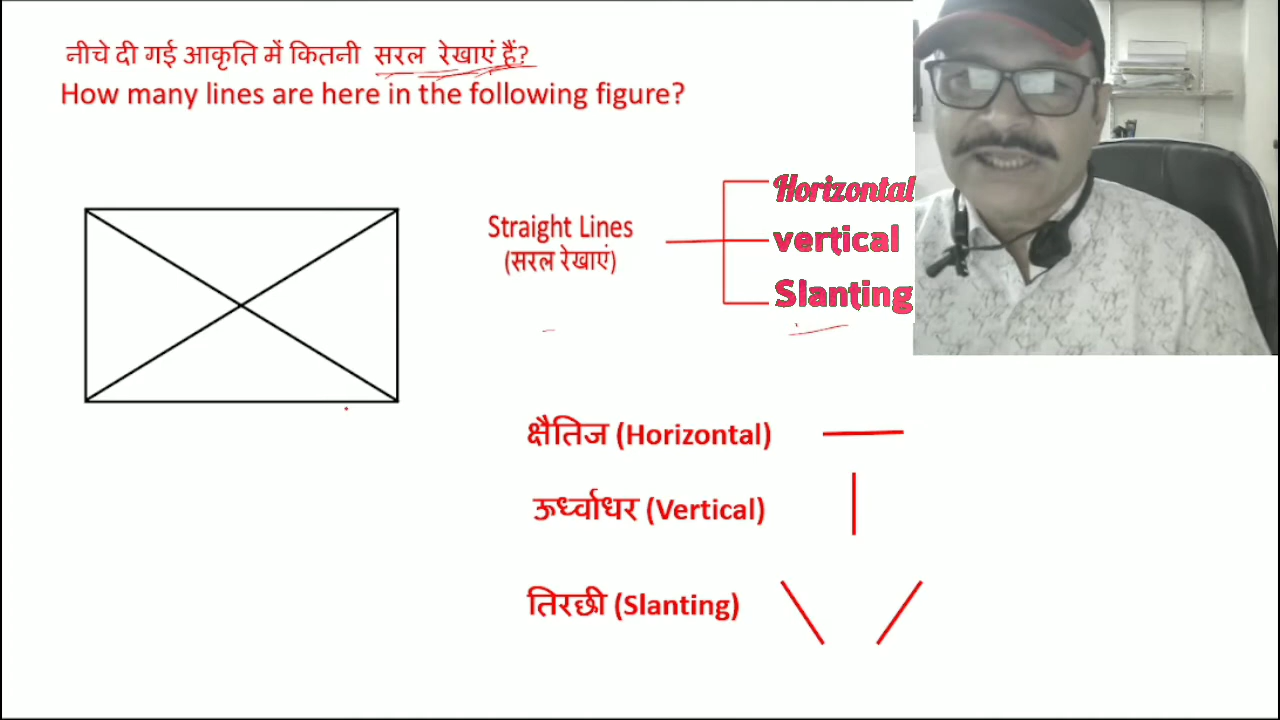 नीचे दी गई आकृति में कितनी सरल रेखाएं हैं?
How many lines are here in the following figure?
Straight Lines
(सरल रेखाएं)
Horizontal
vertical
Slanting
क्षैतिज (Horizontal)
ऊर्ध्वाधर (Vertical)
तिरछी (Slanting)